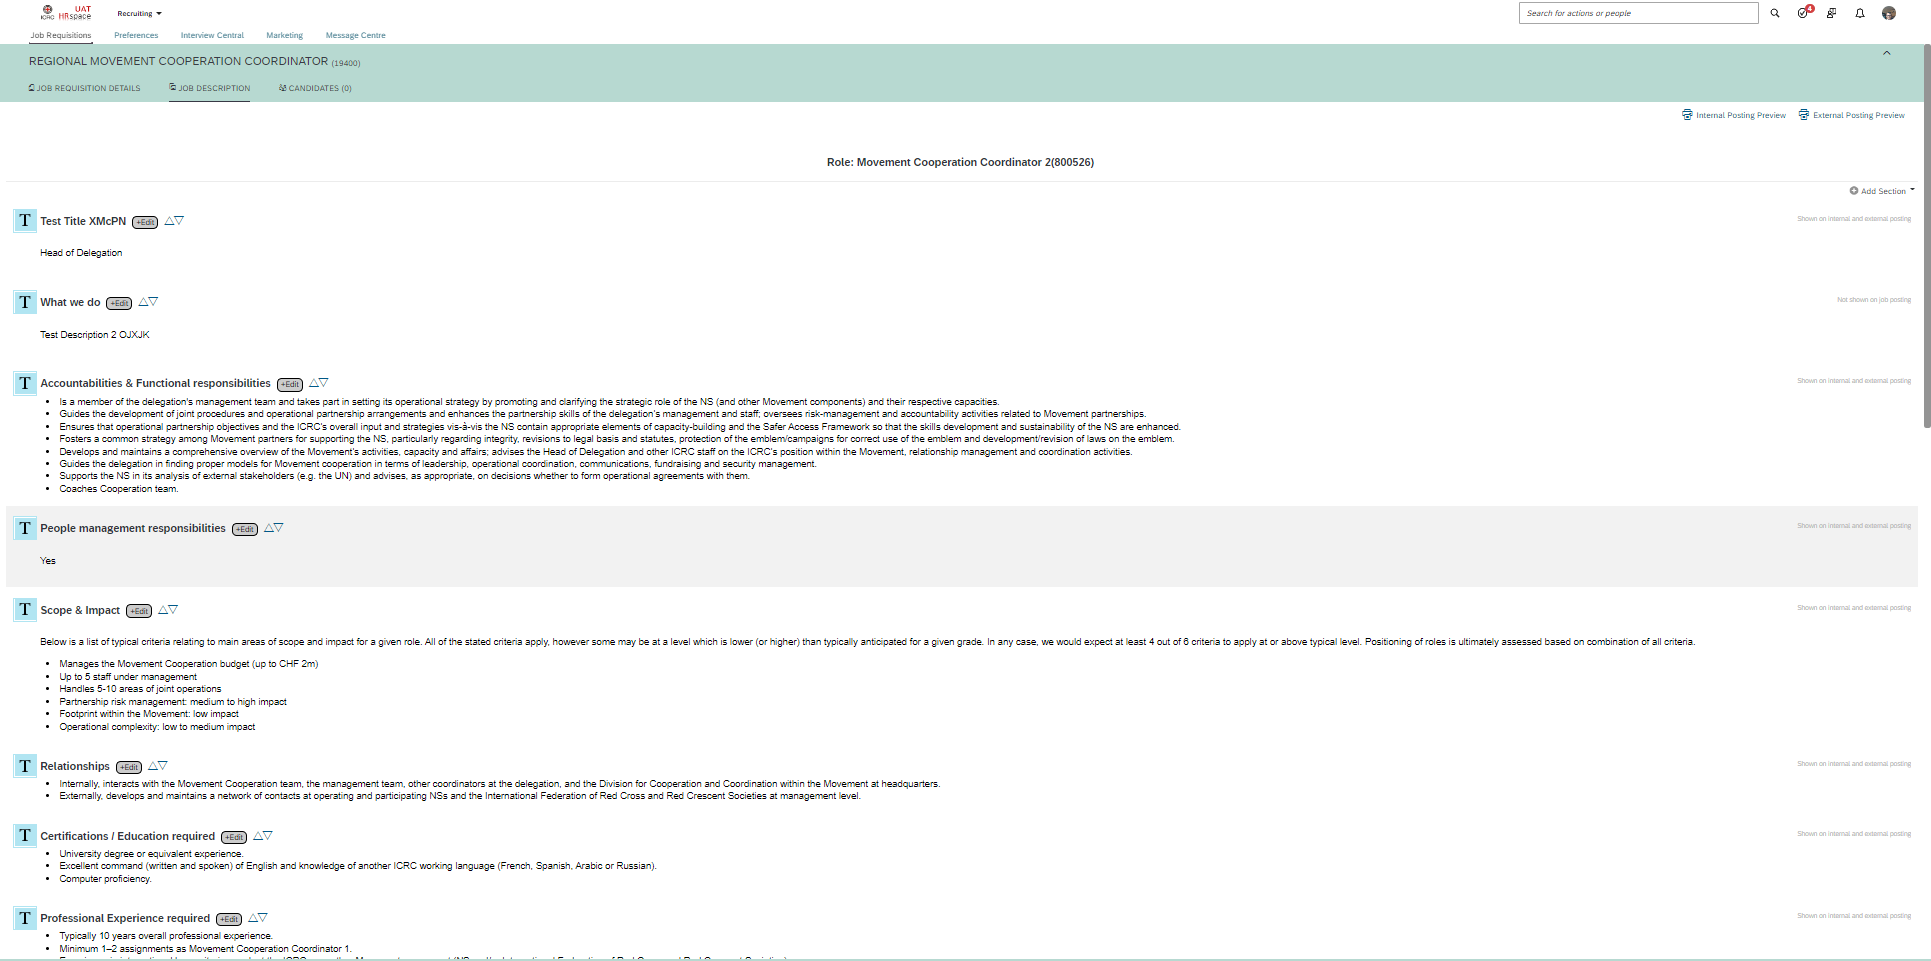 UAT
ICRC HRspace
Recruiting
Search for actions or people
4
Job Requisitions Preferences Interview Central Marketing Message Centre
REGIONAL MOVEMENT COOPERATION COORDINATOR (19400)
JOB REQUISITION DETAILS JOB DESCRIPTION CANDIDATES (0)
Internal Posting Preview External Posting Preview
Role: Movement Cooperation Coordinator 2(800526)
Add Section
T Test Title XMcPN +Edit Shown on internal and external posting
Head of Delegation
T What we do +Edit Not shown on job posting
Test Description 2 OJXJK
T Accountabilities & Functional responsibilities +Edit Shown on internal and external posting
• Is a member of the delegation's management team and takes part in setting its operational strategy by promoting and clarifying the strategic role of the NS (and other Movement components) and their respective capacities.
• Guides the development of joint procedures and operational partnership arrangements and enhances the partnership skills of the delegation's management and staff; oversees risk-management and accountability activities related to Movement partnerships.
• Ensures that operational partnership objectives and the ICRC's overall input and strategies vis-à-vis the NS contain appropriate elements of capacity-building and the Safer Access Framework so that the skills development and sustainability of the NS are enhanced.
• Fosters a common strategy among Movement partners for supporting the NS, particularly regarding integrity, revisions to legal basis and statutes, protection of the emblem/campaigns for correct use of the emblem and development/revision of laws on the emblem.
• Develops and maintains a comprehensive overview of the Movement's activities, capacity and affairs; advises the Head of Delegation and other ICRC staff on the ICRC's position within the Movement, relationship management and coordination activities.
• Guides the delegation in finding proper models for Movement cooperation in terms of leadership, operational coordination, communications, fundraising and security management.
• Supports the NS in its analysis of external stakeholders (e.g. the UN) and advises, as appropriate, on decisions whether to form operational agreements with them.
• Coaches Cooperation team.
T People management responsibilities +Edit Shown on internal and external posting
Yes
T Scope & Impact +Edit Shown on internal and external posting
Below is a list of typical criteria relating to main areas of scope and impact for a given role. All of the stated criteria apply, however some may be at a level which is lower (or higher) than typically anticipated for a given grade. In any case, we would expect at least 4 out of 6 criteria to apply at or above typical level. Positioning of roles is ultimately assessed based on combination of all criteria.
• Manages the Movement Cooperation budget (up to CHF 2m)
• Up to 5 staff under management
• Handles 5-10 areas of joint operations
• Partnership risk management: medium to high impact
• Footprint within the Movement: low impact
• Operational complexity: low to medium impact
T Relationships +Edit Shown on internal and external posting
• Internally, interacts with the Movement Cooperation team, the management team, other coordinators at the delegation, and the Division for Cooperation and Coordination within the Movement at headquarters.
• Externally, develops and maintains a network of contacts at operating and participating NSs and the International Federation of Red Cross and Red Crescent Societies at management level.
T Certifications / Education required +Edit Shown on internal and external posting
• University degree or equivalent experience.
• Excellent command (written and spoken) of English and knowledge of another ICRC working language (French, Spanish, Arabic or Russian).
• Computer proficiency.
T Professional Experience required +Edit Shown on internal and external posting
• Typically 10 years overall professional experience.
• Minimum 1–2 assignments as Movement Cooperation Coordinator 1.